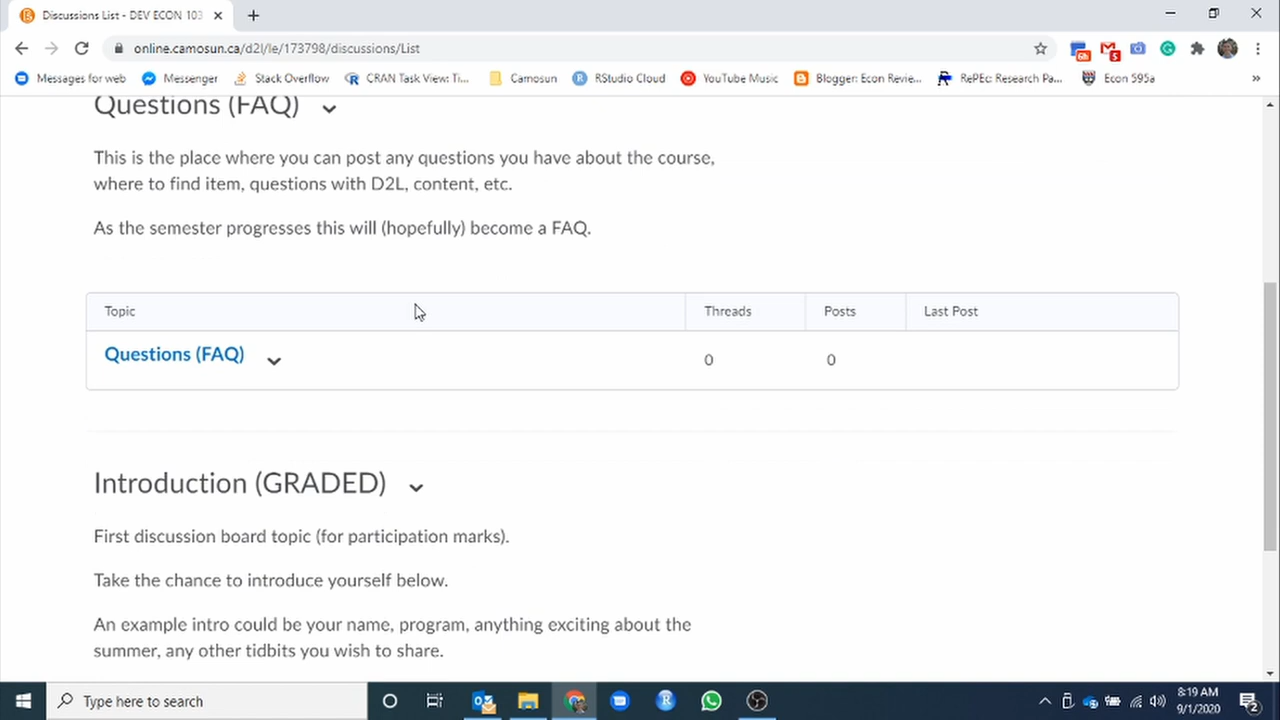 Discussions List - DEV ECON 103
online.camosun.ca/d2l/le/173798/discussions/List
6h
5
Messages for web
Messenger
Stack Overflow
CRAN Task View: Ti...
Camosun
RStudio Cloud
YouTube Music
Blogger: Econ Revie...
RePEc: Research Pa...
Econ 595a
»
Questions (FAQ)
This is the place where you can post any questions you have about the course,
where to find item, questions with D2L, content, etc.
As the semester progresses this will (hopefully) become a FAQ.
Topic Threads Posts Last Post
Questions (FAQ) 0 0
Introduction (GRADED)
First discussion board topic (for participation marks).
Take the chance to introduce yourself below.
An example intro could be your name, program, anything exciting about the
summer, any other tidbits you wish to share.
Type here to search
8:19 AM
9/1/2020
2